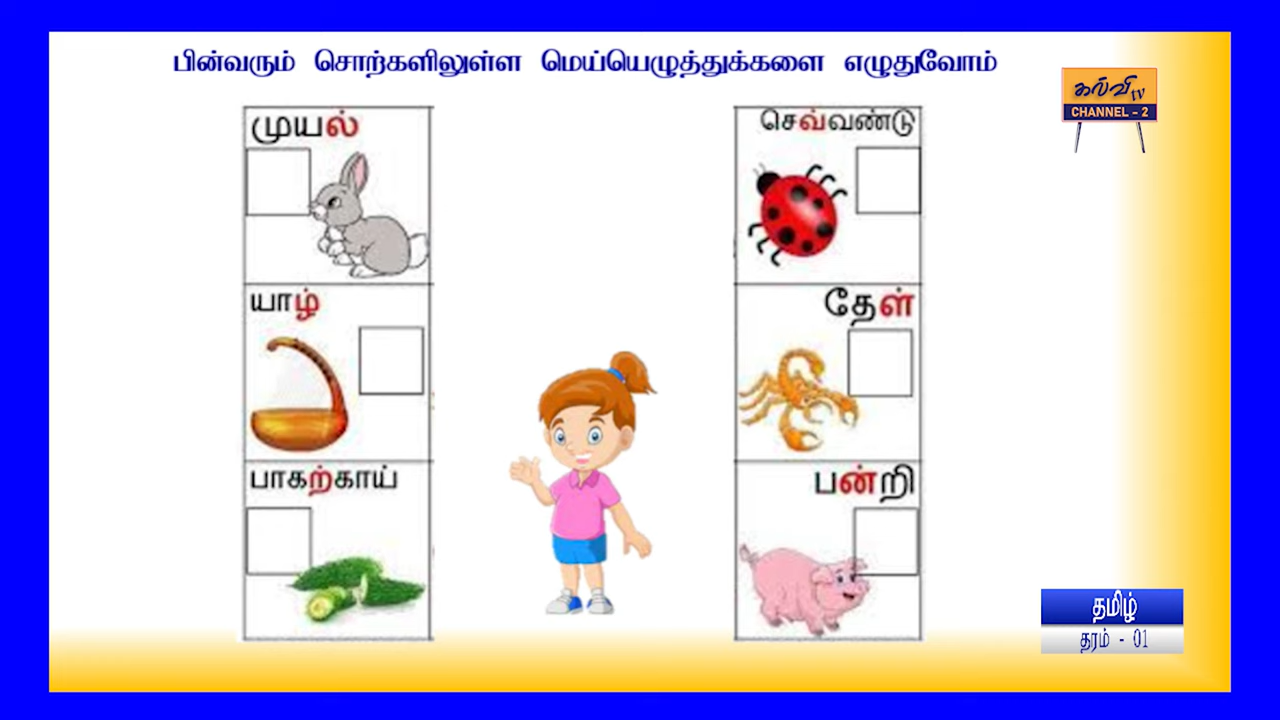 பின்வரும் சொற்களிலுள்ள மெய்யெழுத்துக்களை எழுதுவோம்
கல்வி TV
CHANNEL - 2
முயல்
யாழ்
பாகற்காய்
செவ்வண்டு
தேள்
பன்றி
தமிழ்
தரம் - 01